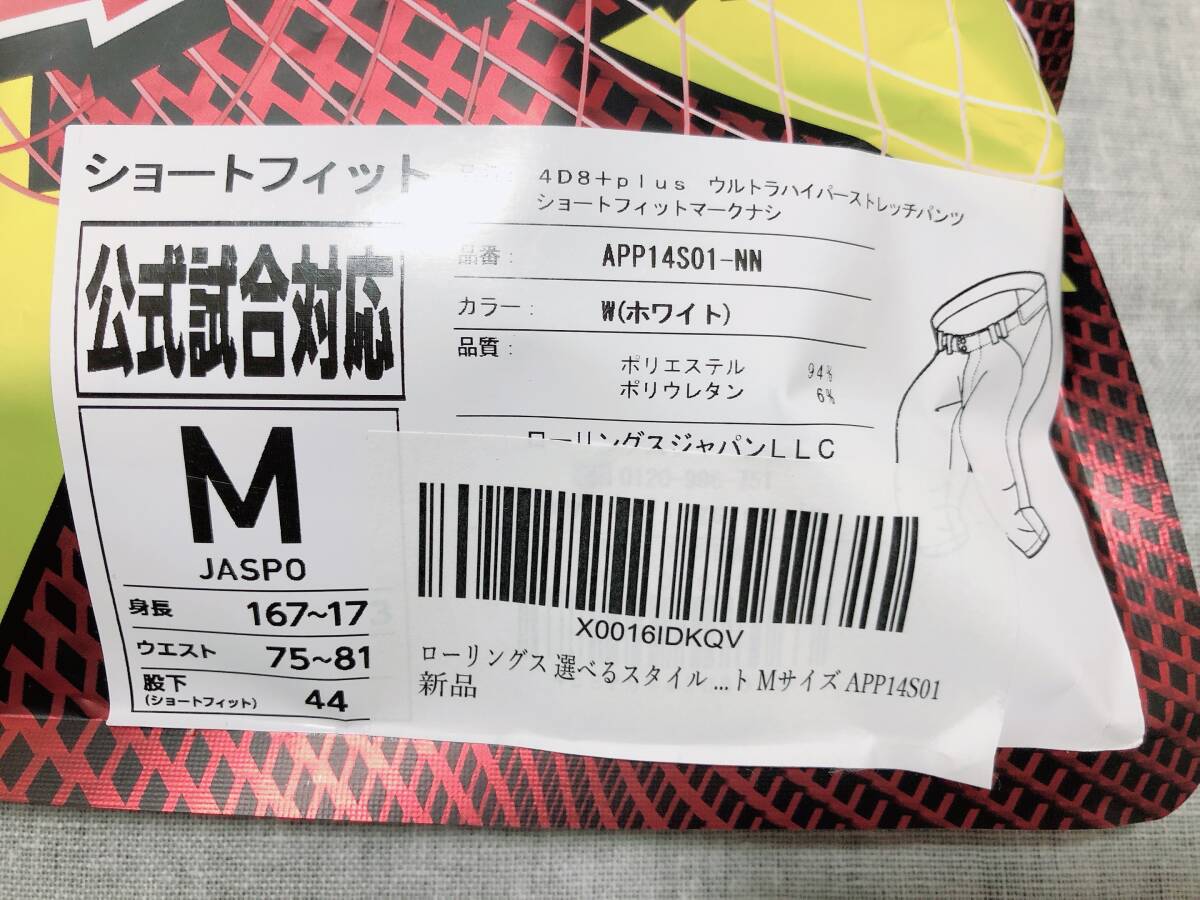 ショートフィット
4D8+plus ウルトラハイパーストレッチパンツ
ショートフィットマークナシ
公式試合対応
品番: APP14S01-NN
カラー: W(ホワイト)
品質: ポリエステル 94%
ポリウレタン 6%
ローリングスジャパンLLC
M
JASPO
身長 167~17
ウエスト 75~81
股下 44
(ショートフィット)
X0016IDKQV
ローリングス 選べるスタイル ...ト Mサイズ APP14S01
新品